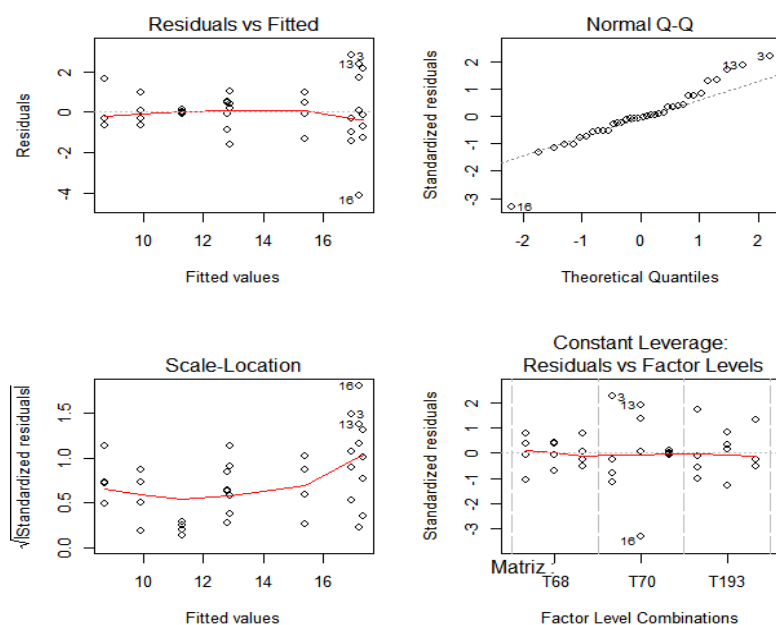 Residuals vs Fitted
Residuals
2
0
-2
-4
13
3
16
10
12
14
16
Fitted values
Normal Q-Q
Standardized residuals
2
1
0
-1
-2
-3
13
3
16
-2
-1
0
1
2
Theoretical Quantiles
Scale-Location
√|Standardized residuals|
1.5
1.0
0.5
0.0
16
13
3
10
12
14
16
Fitted values
Constant Leverage:
Residuals vs Factor Levels
Standardized residuals
2
1
0
-1
-2
-3
3
13
16
Matriz :
T68
T70
T193
Factor Level Combinations